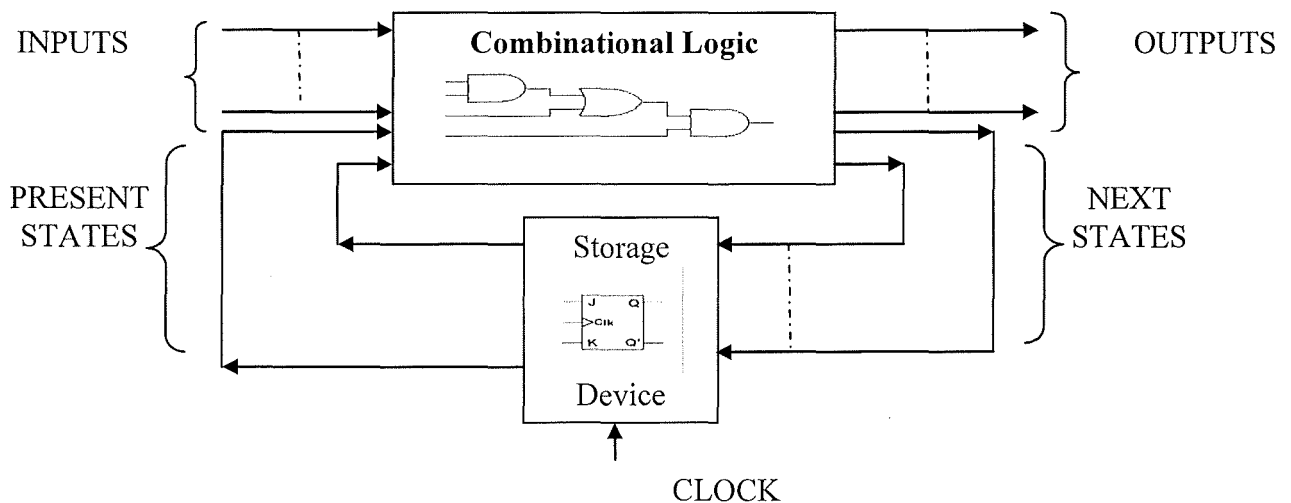 INPUTS
Combinational Logic
OUTPUTS
PRESENT
STATES
NEXT
STATES
Storage
J Q
Clk
K Q'
Device
CLOCK